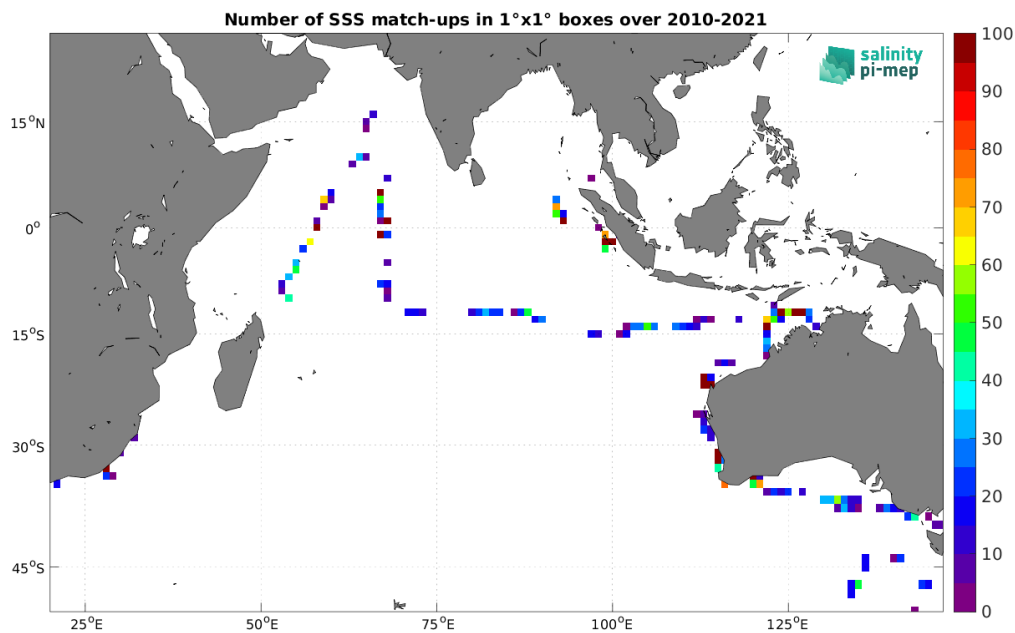 Number of SSS match-ups in 1°x1° boxes over 2010-2021
salinity
pi-mep
15°N
0°
15°S
30°S
45°S
25°E
50°E
75°E
100°E
125°E
100
90
80
70
60
50
40
30
20
10
0